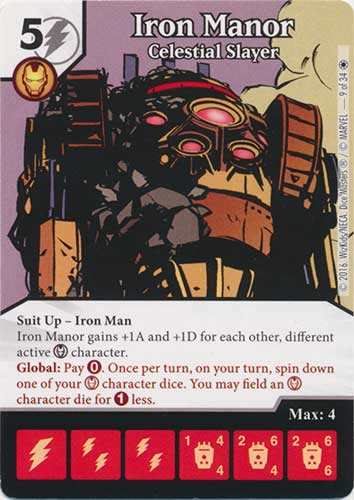 5
Iron Manor
Celestial Slayer
© 2016 WizKids/NECA. Dice Masters ® / © MARVEL — 9 of 34
Suit Up – Iron Man
Iron Manor gains +1A and +1D for each other, different
active character.
Global: Pay 0. Once per turn, on your turn, spin down
one of your character dice. You may field an
character die for 1 less.
Max: 4
1 4 4
2 6 4
2 6 6